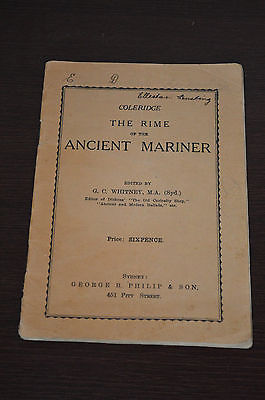 E D
COLERIDGE
THE RIME
OF THE
ANCIENT MARINER
EDITED BY
G. C. WHITNEY, M.A. (Syd.)
Editor of Dickens' "The Old Curiosity Shop,"
"Ancient and Modern Ballads," etc.
Price: SIXPENCE.
SYDNEY:
GEORGE B. PHILIP & SON,
451 PITT STREET.